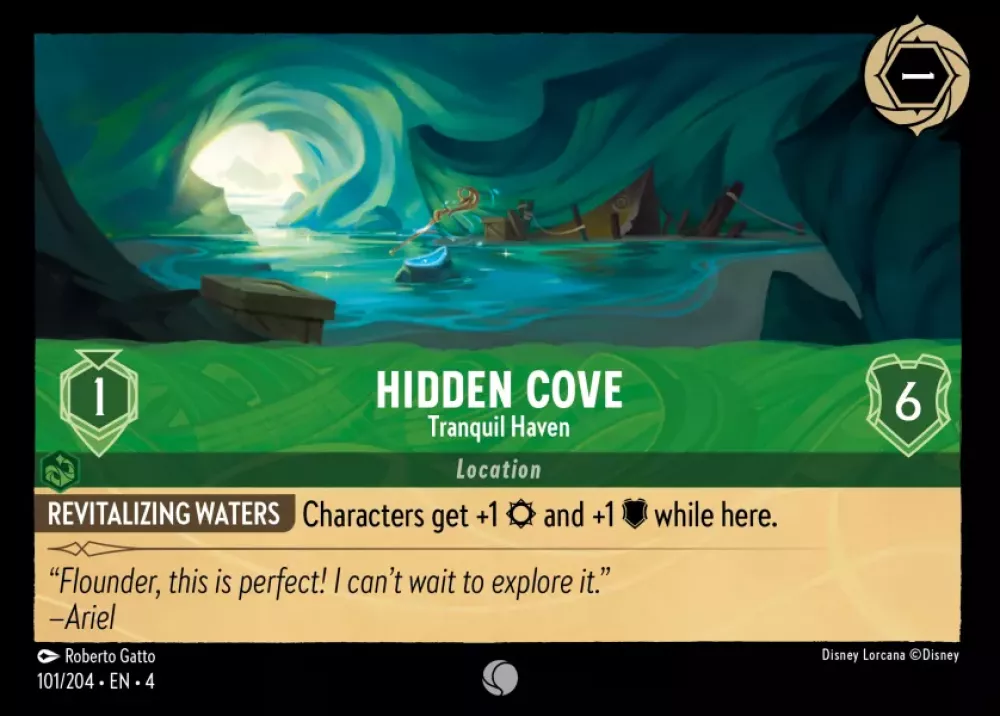 1
1
HIDDEN COVE
6
Tranquil Haven
Location
REVITALIZING WATERS Characters get +1 and +1 while here.
“Flounder, this is perfect! I can’t wait to explore it.”
–Ariel
Roberto Gatto
Disney Lorcana ©Disney
101/204 • EN • 4